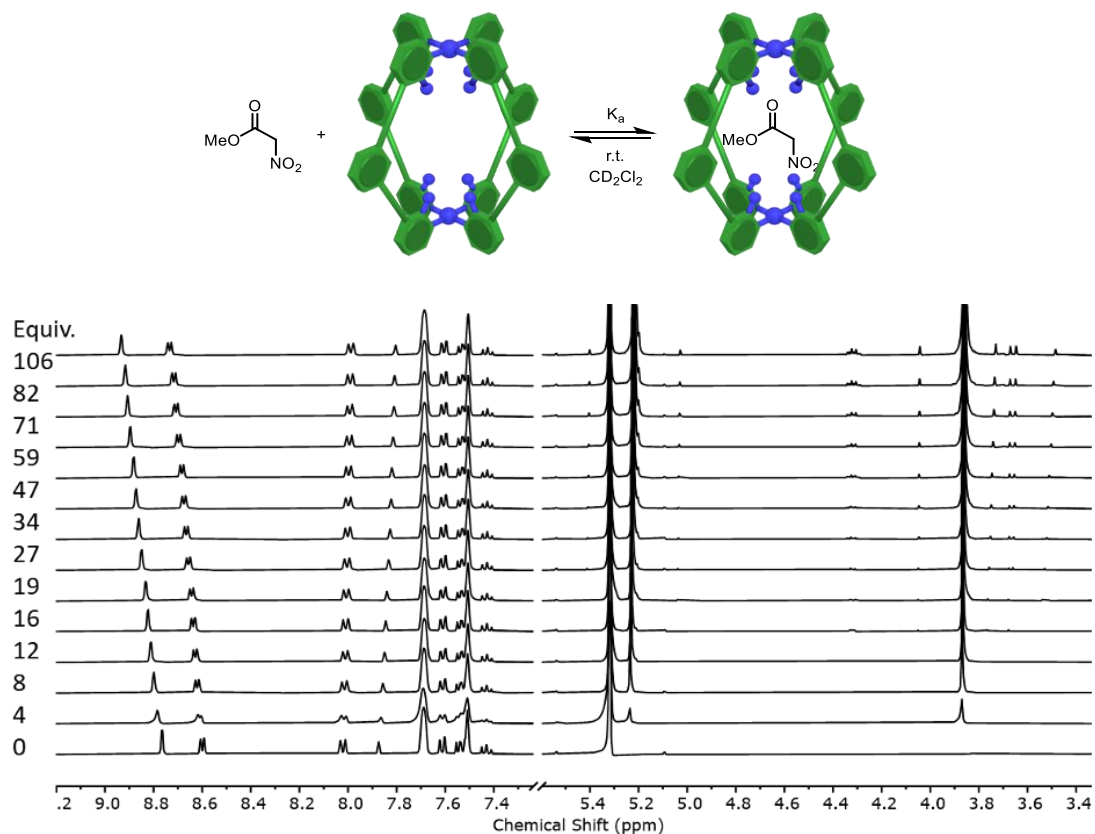 O
MeO
NO2
+
Ka
r.t.
CD2Cl2
O
MeO
NO2
Equiv.
106
82
71
59
47
34
27
19
16
12
8
4
0
.2 9.0 8.8 8.6 8.4 8.2 8.0 7.8 7.6 7.4 5.4 5.2 5.0 4.8 4.6 4.4 4.2 4.0 3.8 3.6 3.4
Chemical Shift (ppm)